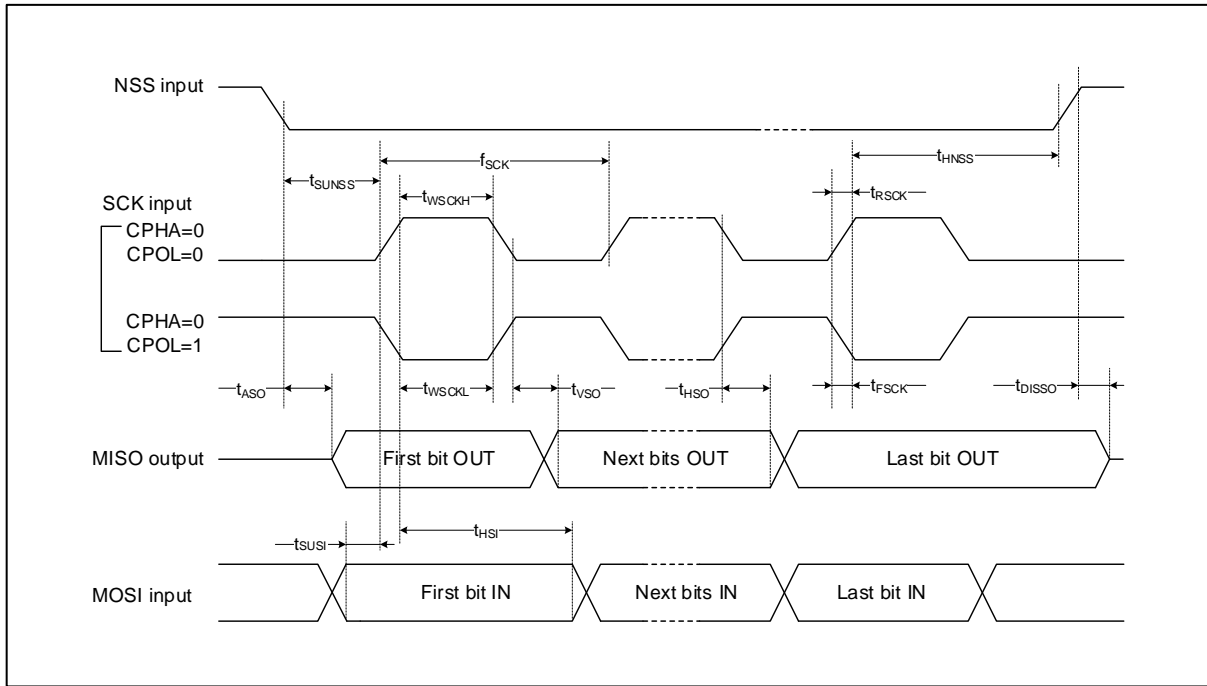 NSS input
fSCK
tHNSS
tSUNSS
tWSCKH
tRSCK
SCK input
CPHA=0
CPOL=0
CPHA=0
CPOL=1
tASO
tWSCKL
tVSO
tHSO
tFSCK
tDISSO
MISO output
First bit OUT
Next bits OUT
Last bit OUT
tSUSI
tHSI
MOSI input
First bit IN
Next bits IN
Last bit IN